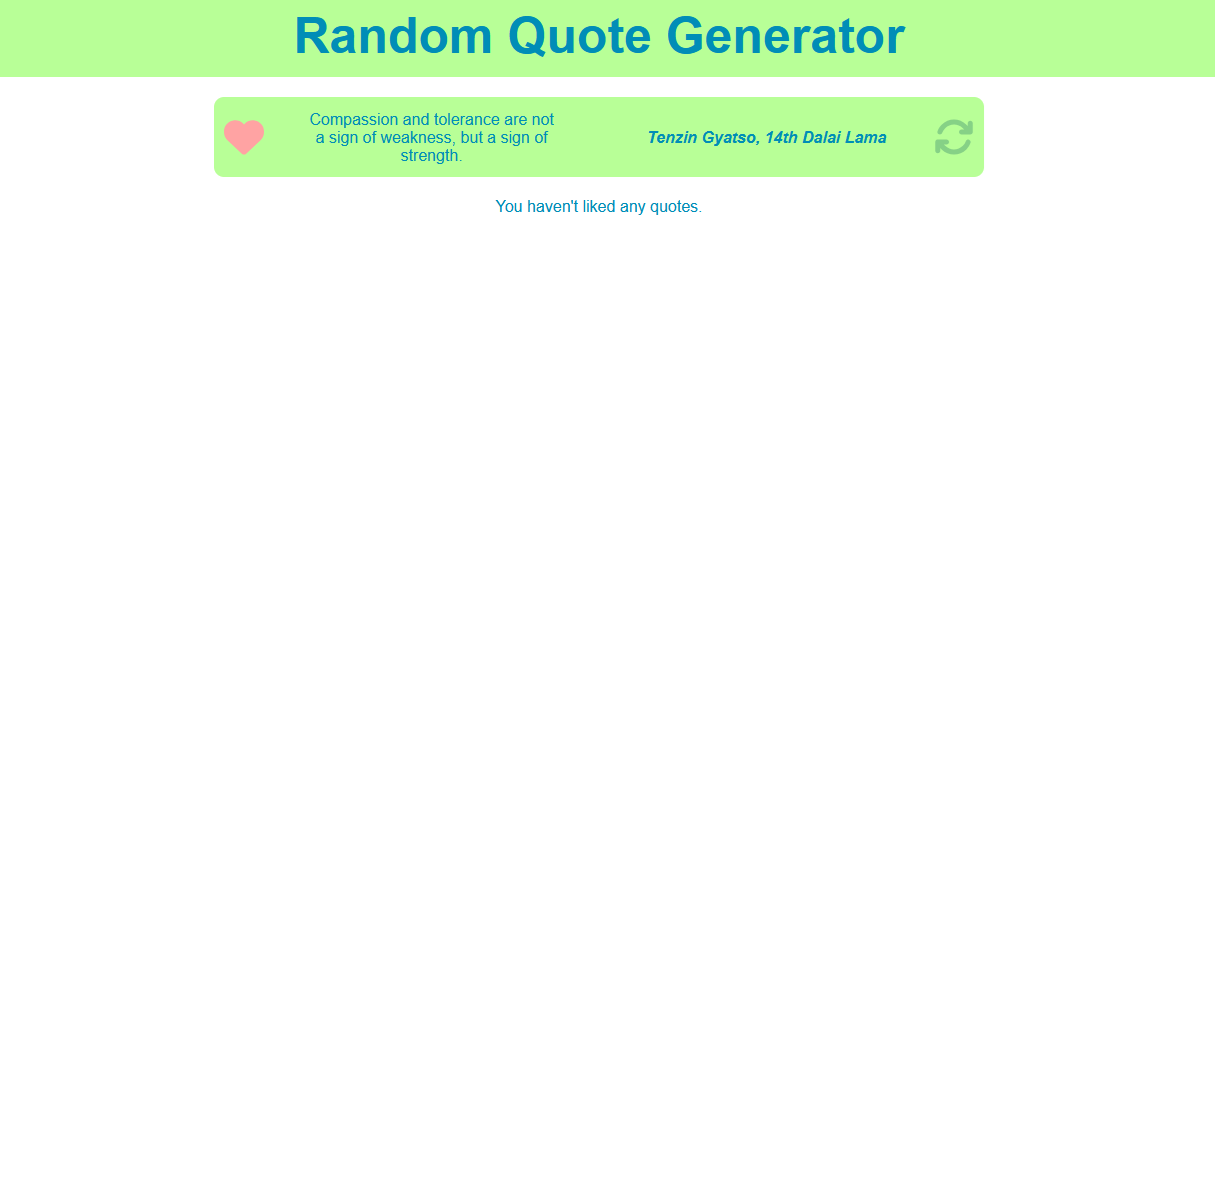 Random Quote Generator
Compassion and tolerance are not
a sign of weakness, but a sign of
strength.
Tenzin Gyatso, 14th Dalai Lama
You haven't liked any quotes.